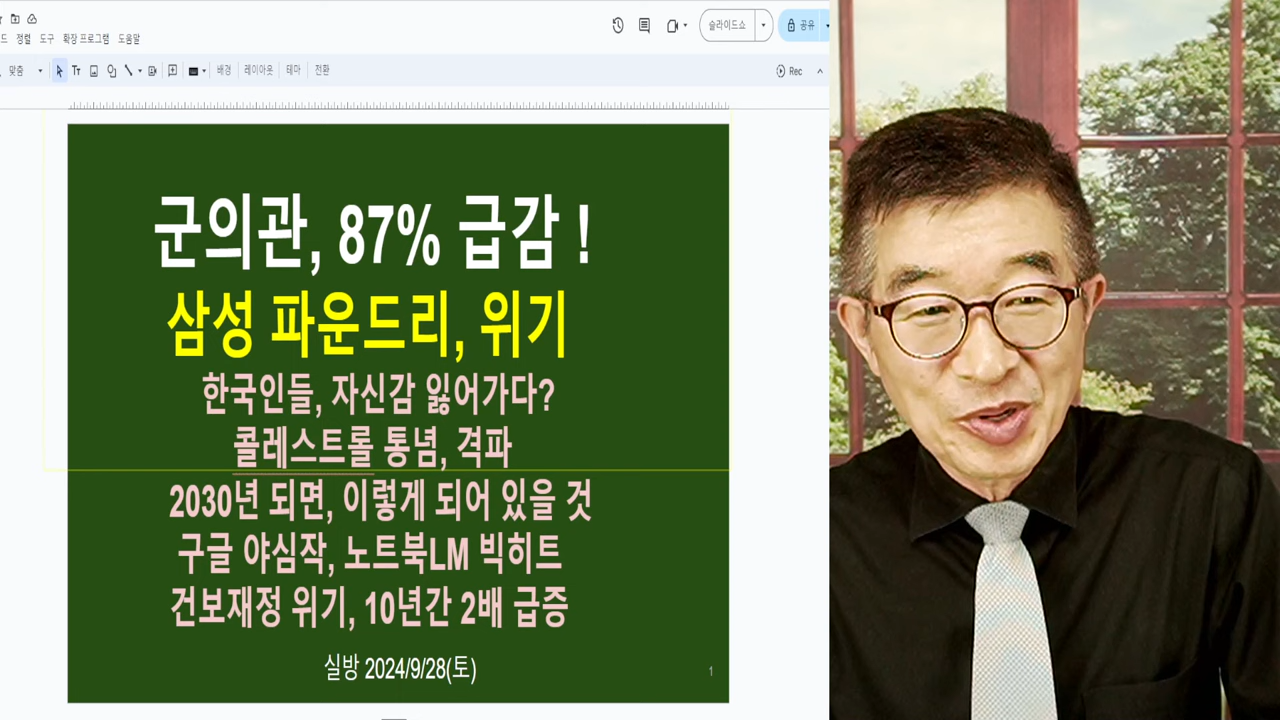 정렬 도구 확장 프로그램 도움말
슬라이드쇼
공유
맞춤
Tт
배경 레이아웃 테마 전환
Rec
군의관, 87% 급감 !
삼성 파운드리, 위기
한국인들, 자신감 잃어가다?
콜레스트롤 통념, 격파
2030년 되면, 이렇게 되어 있을 것
구글 야심작, 노트북LM 빅히트
건보재정 위기, 10년간 2배 급증
실방 2024/9/28(토)
1